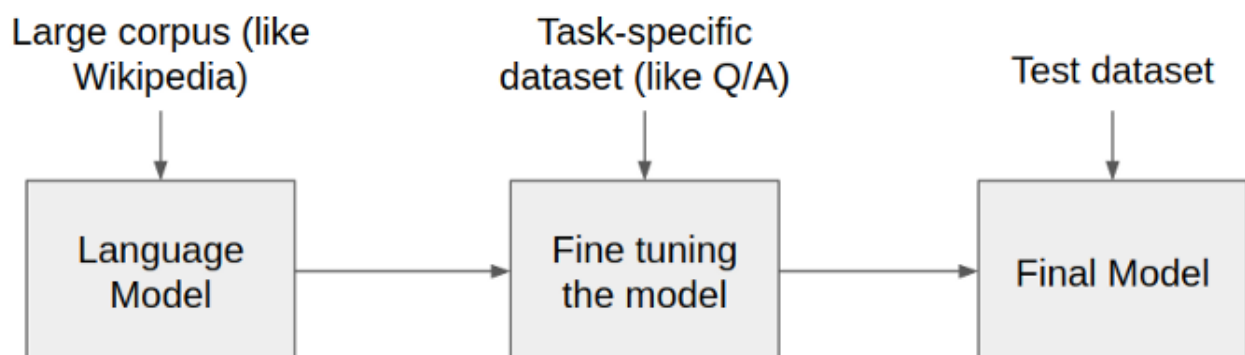 Large corpus (like
Wikipedia)
Task-specific
dataset (like Q/A)
Test dataset
Language
Model
Fine tuning
the model
Final Model